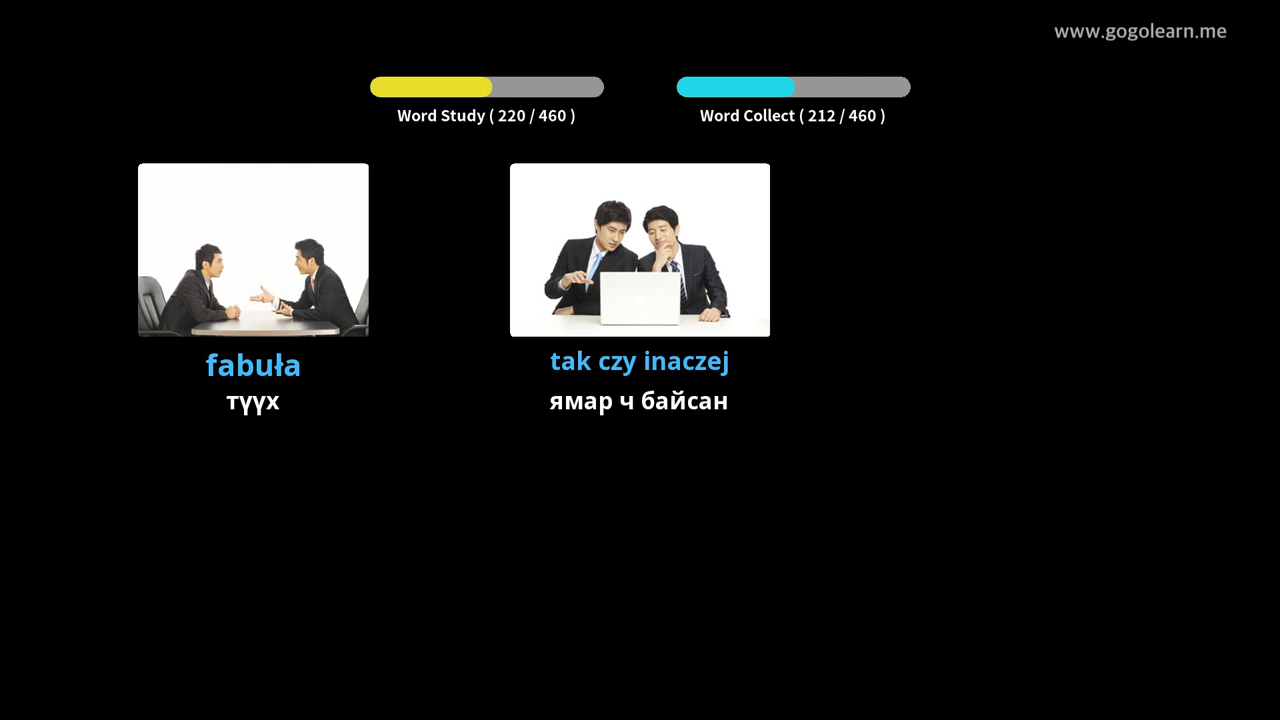 www.gogolearn.me
Word Study ( 220 / 460 )
Word Collect ( 212 / 460 )
fabuła
түүх
tak czy inaczej
ямар ч байсан